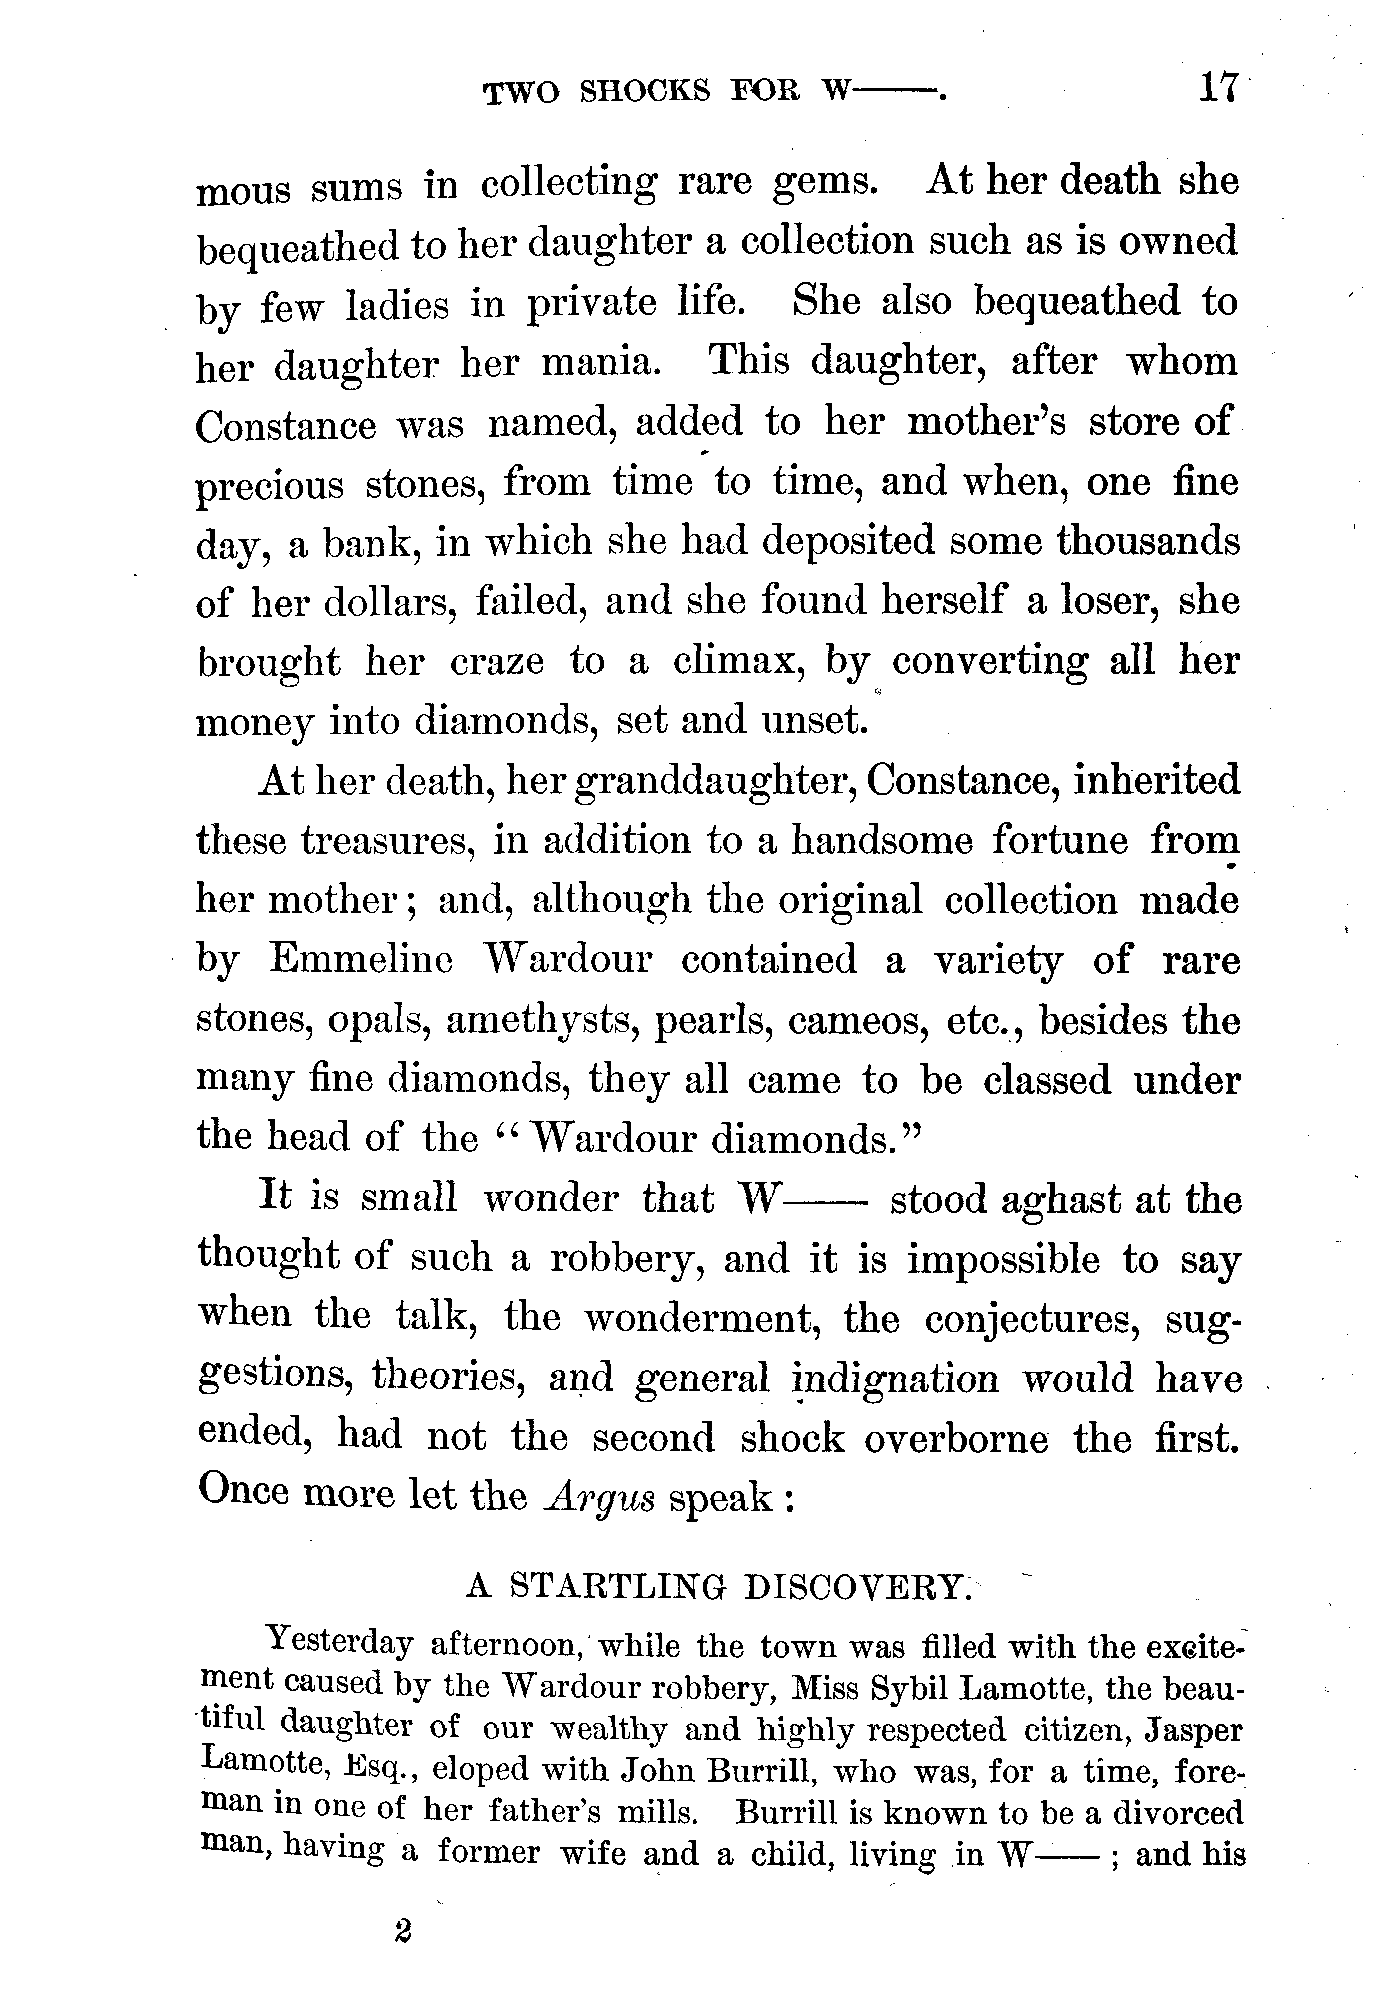 TWO SHOCKS FOR W——. 17
mous sums in collecting rare gems. At her death she
bequeathed to her daughter a collection such as is owned
by few ladies in private life. She also bequeathed to
her daughter her mania. This daughter, after whom
Constance was named, added to her mother's store of
precious stones, from time to time, and when, one fine
day, a bank, in which she had deposited some thousands
of her dollars, failed, and she found herself a loser, she
brought her craze to a climax, by converting all her
money into diamonds, set and unset.
At her death, her granddaughter, Constance, inherited
these treasures, in addition to a handsome fortune from
her mother; and, although the original collection made
by Emmeline Wardour contained a variety of rare
stones, opals, amethysts, pearls, cameos, etc., besides the
many fine diamonds, they all came to be classed under
the head of the "Wardour diamonds."
It is small wonder that W—— stood aghast at the
thought of such a robbery, and it is impossible to say
when the talk, the wonderment, the conjectures, sug-
gestions, theories, and general indignation would have
ended, had not the second shock overborne the first.
Once more let the Argus speak:
A STARTLING DISCOVERY.
Yesterday afternoon, while the town was filled with the excite-
ment caused by the Wardour robbery, Miss Sybil Lamotte, the beau-
tiful daughter of our wealthy and highly respected citizen, Jasper
Lamotte, Esq., eloped with John Burrill, who was, for a time, fore-
man in one of her father's mills. Burrill is known to be a divorced
man, having a former wife and a child, living in W——; and his
2